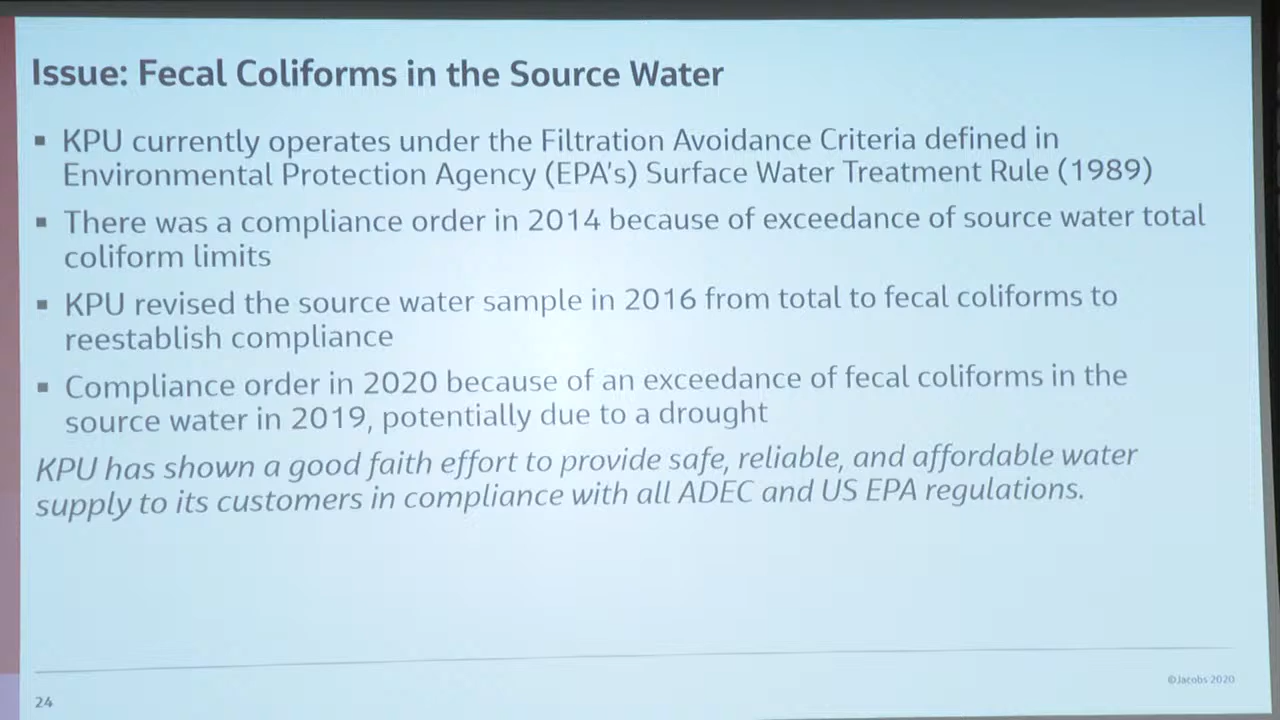 Issue: Fecal Coliforms in the Source Water
▪ KPU currently operates under the Filtration Avoidance Criteria defined in
Environmental Protection Agency (EPA's) Surface Water Treatment Rule (1989)
▪ There was a compliance order in 2014 because of exceedance of source water total
coliform limits
▪ KPU revised the source water sample in 2016 from total to fecal coliforms to
reestablish compliance
▪ Compliance order in 2020 because of an exceedance of fecal coliforms in the
source water in 2019, potentially due to a drought
KPU has shown a good faith effort to provide safe, reliable, and affordable water
supply to its customers in compliance with all ADEC and US EPA regulations.
©Jacobs 2020
24